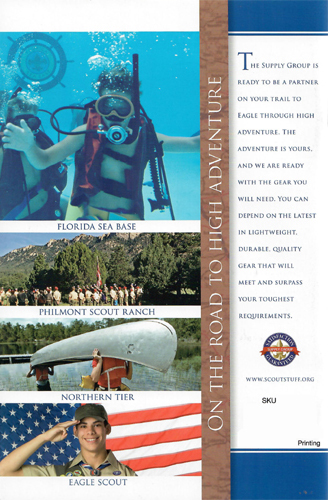 FLORIDA SEA BASE
PHILMONT SCOUT RANCH
NORTHERN TIER
EAGLE SCOUT
ON THE ROAD TO HIGH ADVENTURE
THE SUPPLY GROUP IS
READY TO BE A PARTNER
ON YOUR TRAIL TO
EAGLE THROUGH HIGH
ADVENTURE. THE
ADVENTURE IS YOURS,
AND WE ARE READY
WITH THE GEAR YOU
WILL NEED. YOU CAN
DEPEND ON THE LATEST
IN LIGHTWEIGHT,
DURABLE, QUALITY
GEAR THAT WILL
MEET AND SURPASS
YOUR TOUGHEST
REQUIREMENTS.
SATISFACTION
GUARANTEED
WWW.SCOUTSTUFF.ORG
SKU
Printing